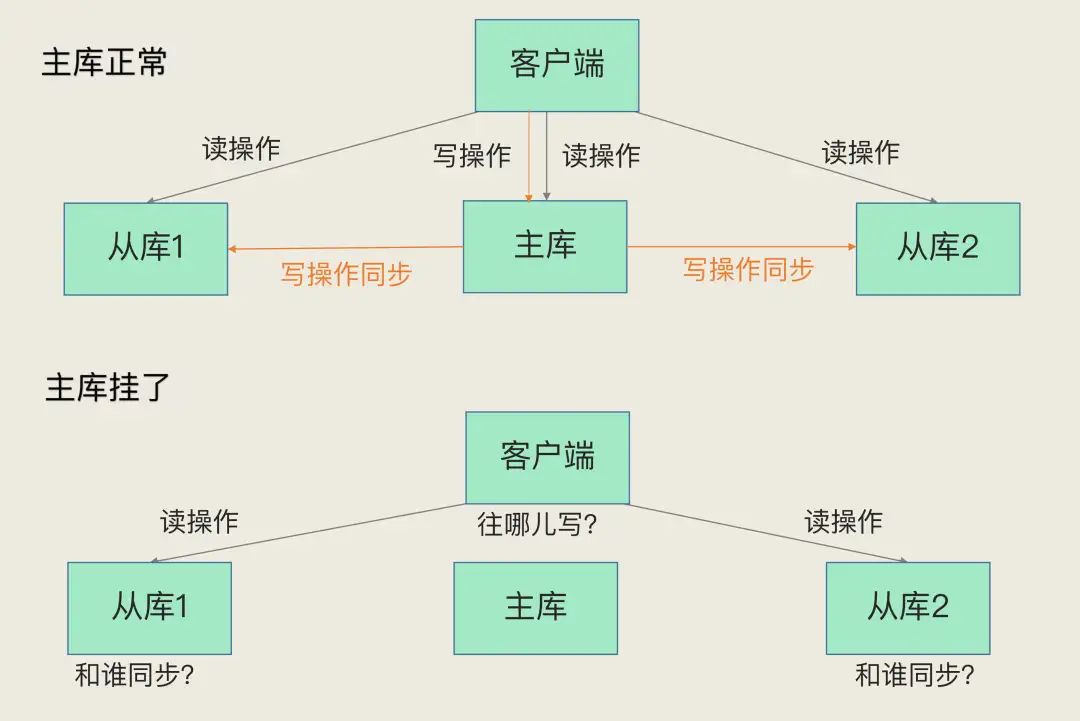 主库正常
客户端
读操作
写操作
读操作
读操作
从库1
主库
从库2
写操作同步
写操作同步
主库挂了
客户端
读操作
往哪儿写?
读操作
从库1
主库
从库2
和谁同步?
和谁同步?